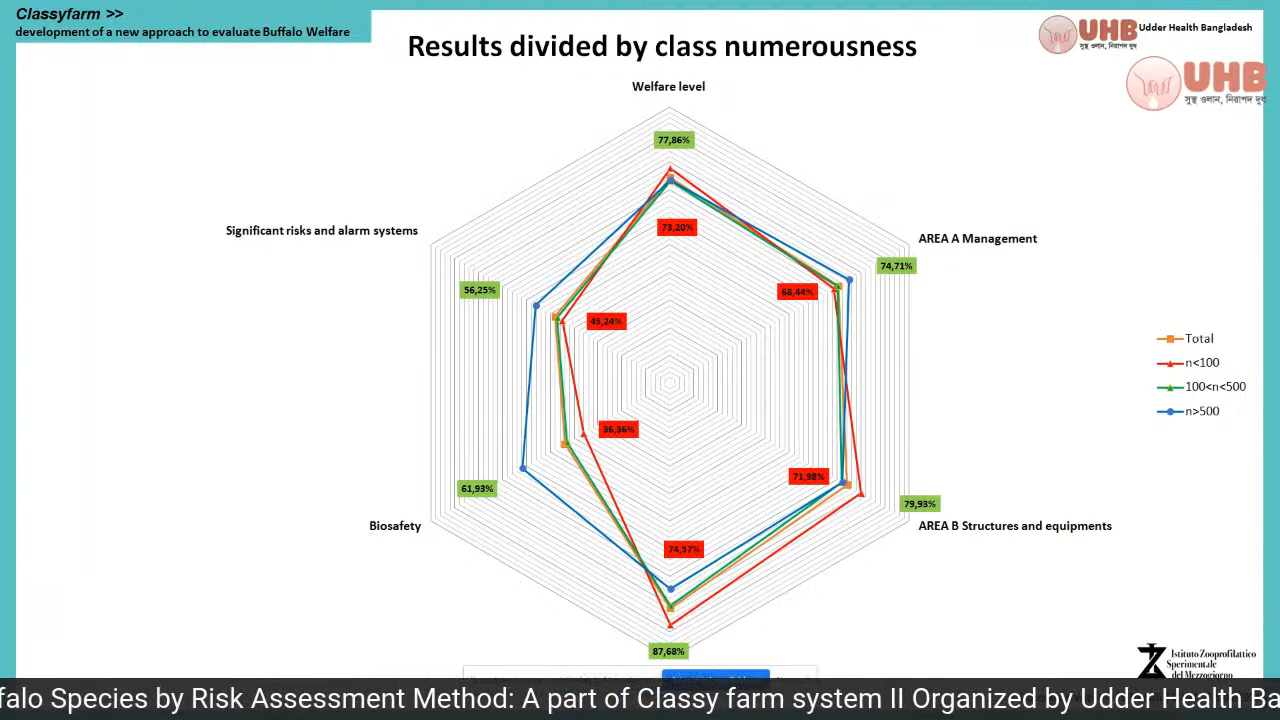 Classyfarm >>
development of a new approach to evaluate Buffalo Welfare
Results divided by class numerousness
UHB
সুস্থ ওলান, নিরাপদ দুধ
Udder Health Bangladesh
UHB
সুস্থ ওলান, নিরাপদ দুধ
Welfare level
77,86%
73,20%
Significant risks and alarm systems
56,25%
45,24%
AREA A Management
74,71%
68,44%
Total
n<100
100<n<500
n>500
36,36%
61,93%
Biosafety
71,98%
79,93%
AREA B Structures and equipments
74,57%
87,68%
Istituto Zooprofilattico
Sperimentale
del Mezzogiorno
falo Species by Risk Assessment Method: A part of Classy farm system II Organized by Udder Health Ba